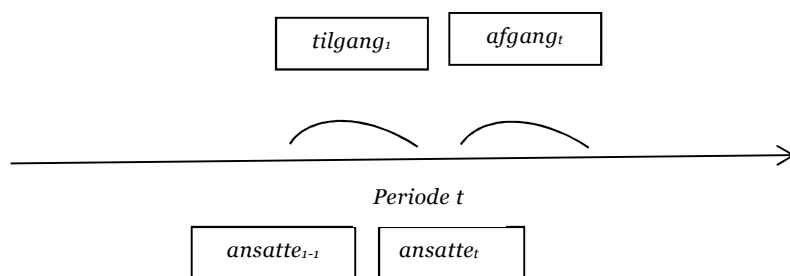 tilgang₁ afgangₜ
Periode t
ansatte₁₋₁ ansatteₜ